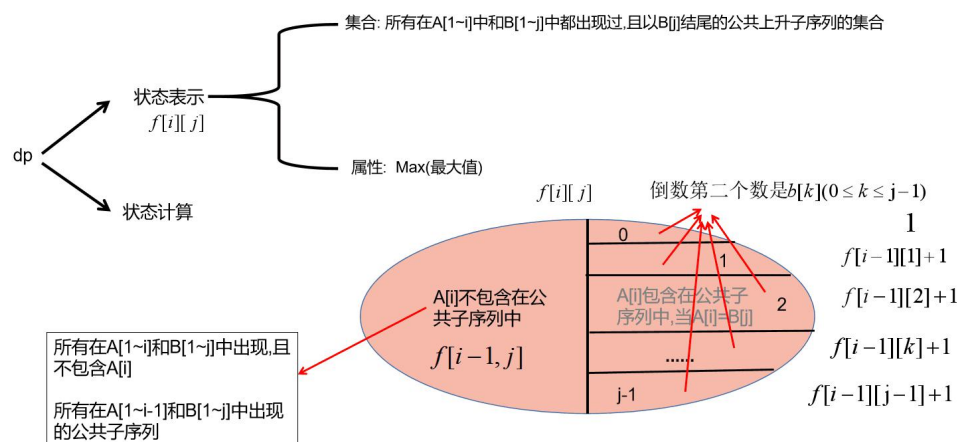 集合: 所有在A[1~i]中和B[1~j]中都出现过,且以B[j]结尾的公共上升子序列的集合
状态表示
f[i][j]
dp
属性: Max(最大值)
状态计算
f[i][j]
倒数第二个数是b[k](0≤k≤j−1)
0
1
1
f[i−1][1]+1
A[i]不包含在公
共子序列中
f[i−1,j]
A[i]包含在公共子
序列中,当A[i]=B[j]
2
f[i−1][2]+1
......
f[i−1][k]+1
j-1
f[i−1][j−1]+1
所有在A[1~i]和B[1~j]中出现,且
不包含A[i]
所有在A[1~i-1]和B[1~j]中出现
的公共子序列